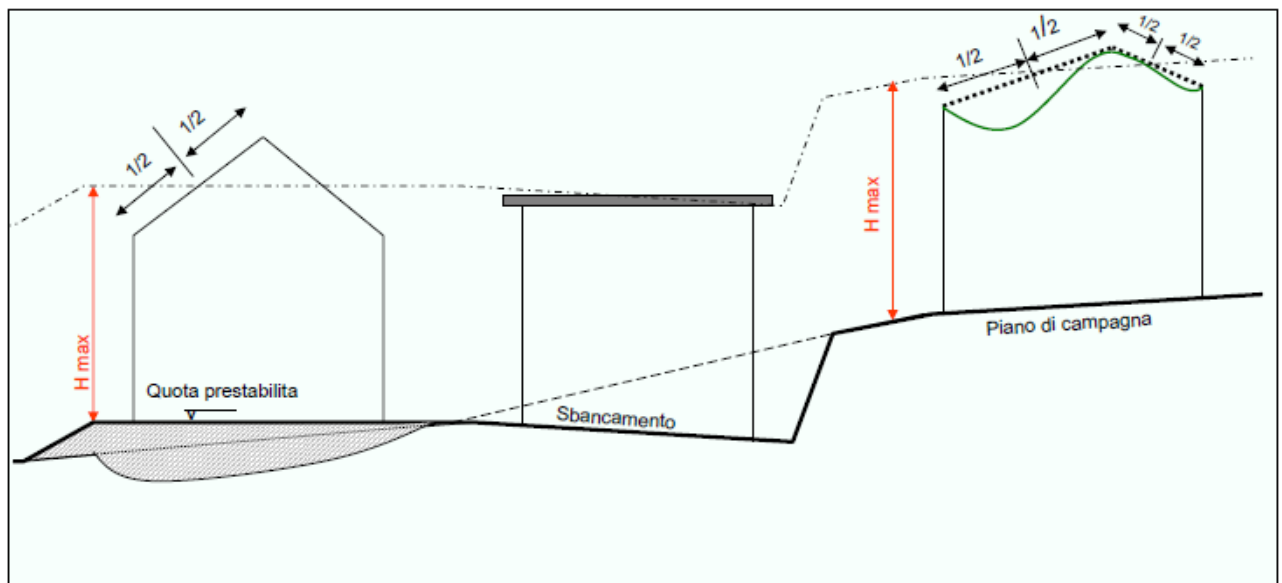 1/2
1/2
H max
Quota prestabilita
Sbancamento
H max
1/2
1/2
1/2
1/2
Piano di campagna